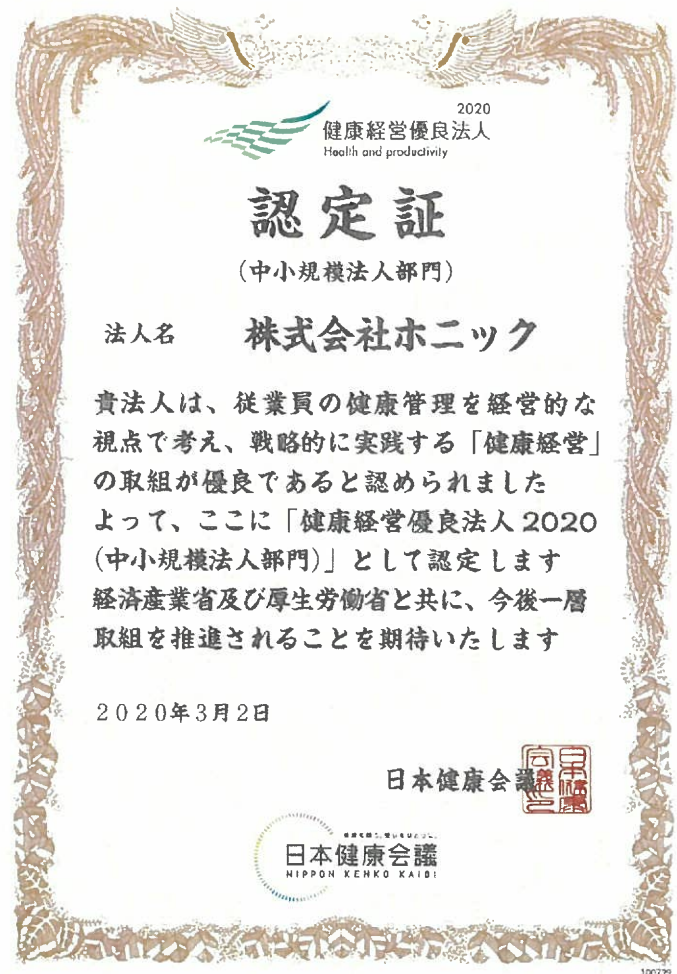 2020
健康経営優良法人
Health and productivity
認定証
(中小規模法人部門)
法人名　株式会社ホニック
貴法人は、従業員の健康管理を経営的な
視点で考え、戦略的に実践する「健康経営」
の取組が優良であると認められました
よって、ここに「健康経営優良法人2020
(中小規模法人部門)」として認定します
経済産業省及び厚生労働省と共に、今後一層
取組を推進されることを期待いたします
2020年3月2日
日本健康会議
日本健康会議
NIPPON KENKO KAIGI
100729